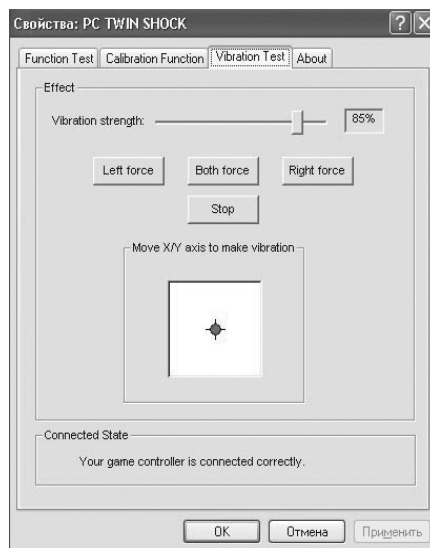 Свойства: PC TWIN SHOCK
Function Test Calibration Function Vibration Test About
Effect
Vibration strength: 85%
Left force Both force Right force
Stop
Move X/Y axis to make vibration
Connected State
Your game controller is connected correctly.
OK Отмена Применить